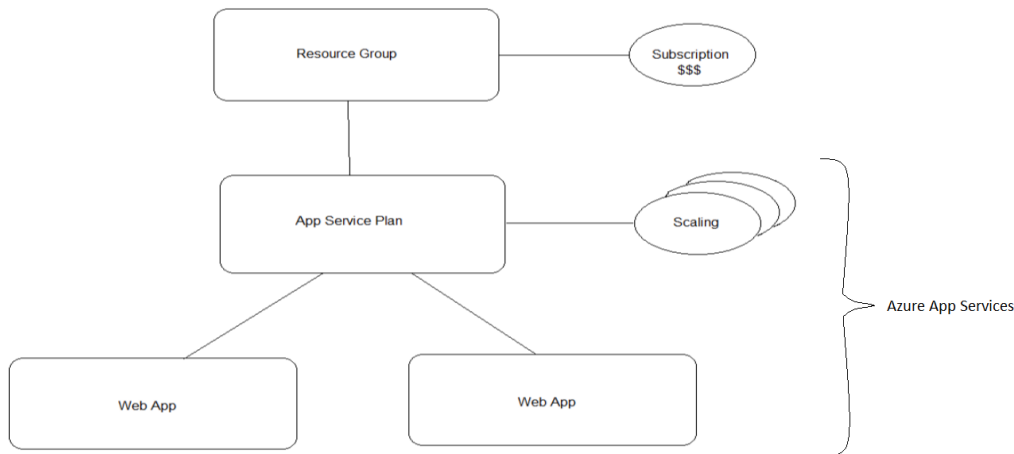 Resource Group
Subscription
$$$
App Service Plan
Scaling
Azure App Services
Web App
Web App